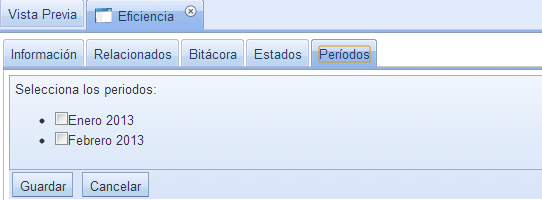 Vista Previa Eficiencia
Información Relacionados Bitácora Estados Períodos
Selecciona los periodos:
Enero 2013
Febrero 2013
Guardar Cancelar